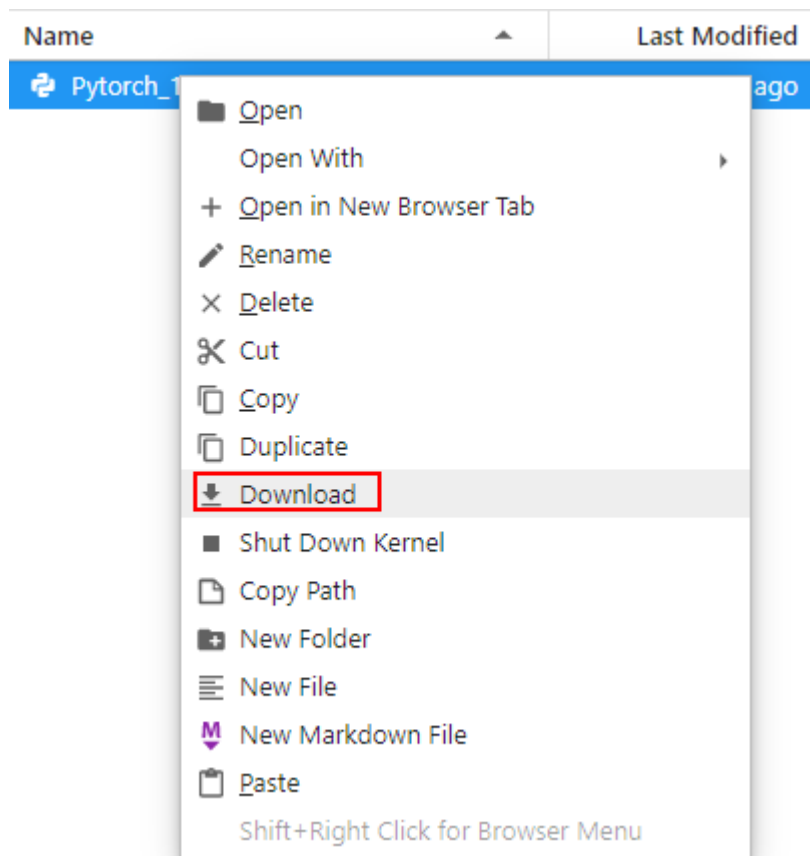 Name Last Modified
Pytorch_1 ago
Open
Open With
Open in New Browser Tab
Rename
Delete
Cut
Copy
Duplicate
Download
Shut Down Kernel
Copy Path
New Folder
New File
New Markdown File
Paste
Shift+Right Click for Browser Menu